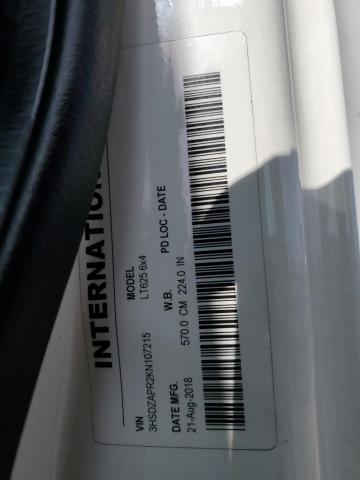 INTERNATION
VIN
3HSDZAPR2KN107215
MODEL
LT625 6x4
DATE MFG.
21-Aug-2018
W.B.
570.0 CM 224.0 IN
PD LOC - DATE